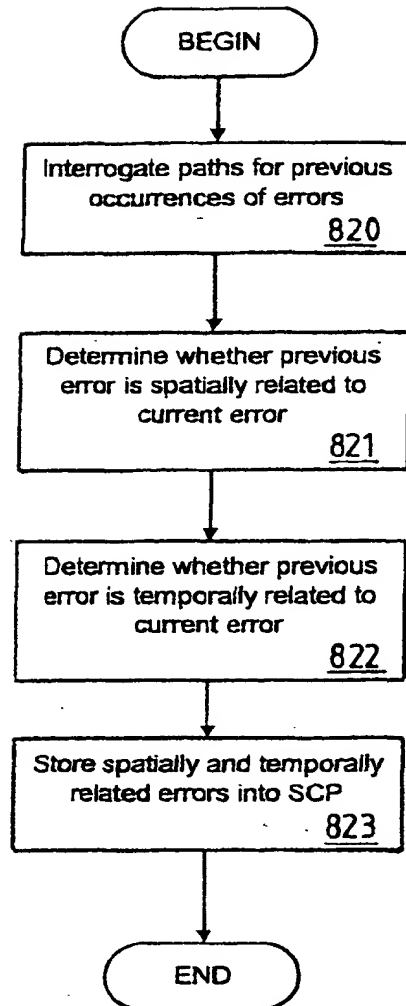 BEGIN
Interrogate paths for previous
occurrences of errors
820
Determine whether previous
error is spatially related to
current error
821
Determine whether previous
error is temporally related to
current error
822
Store spatially and temporally
related errors into SCP
823
END